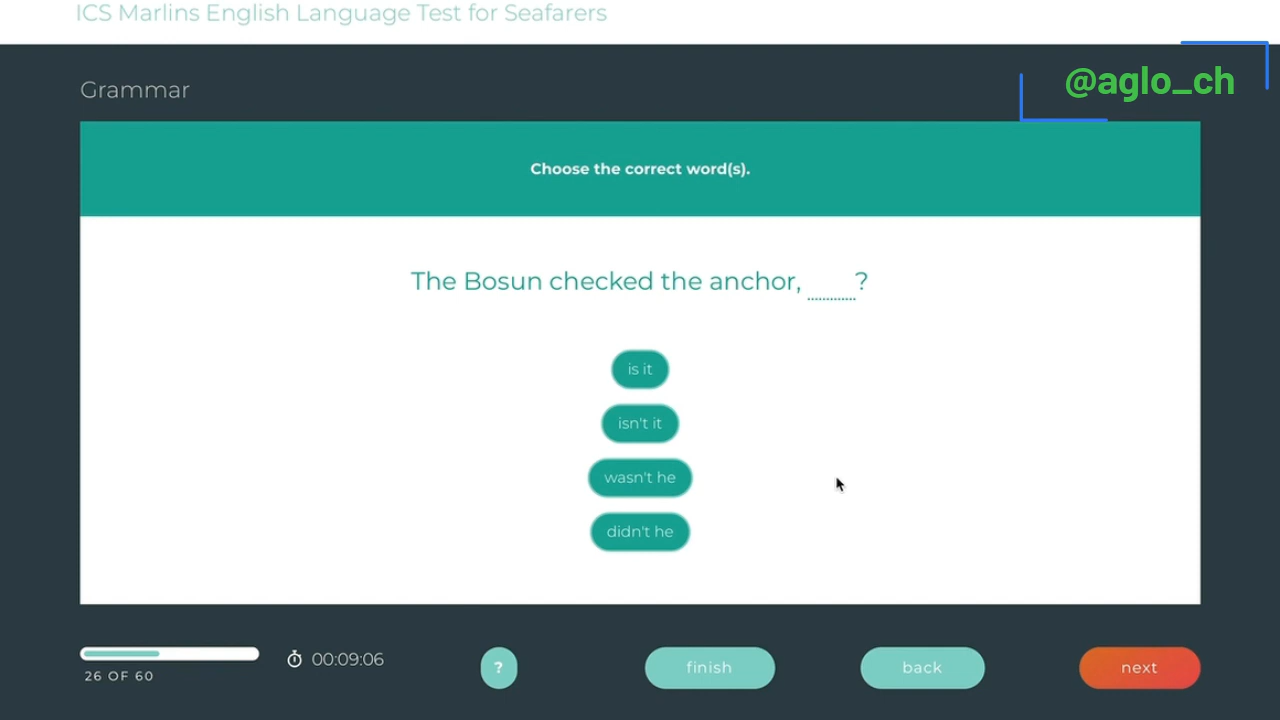 ICS Marlins English Language Test for Seafarers
@aglo_ch
Grammar
Choose the correct word(s).
The Bosun checked the anchor, ____?
is it
isn't it
wasn't he
didn't he
26 OF 60
00:09:06
?
finish
back
next